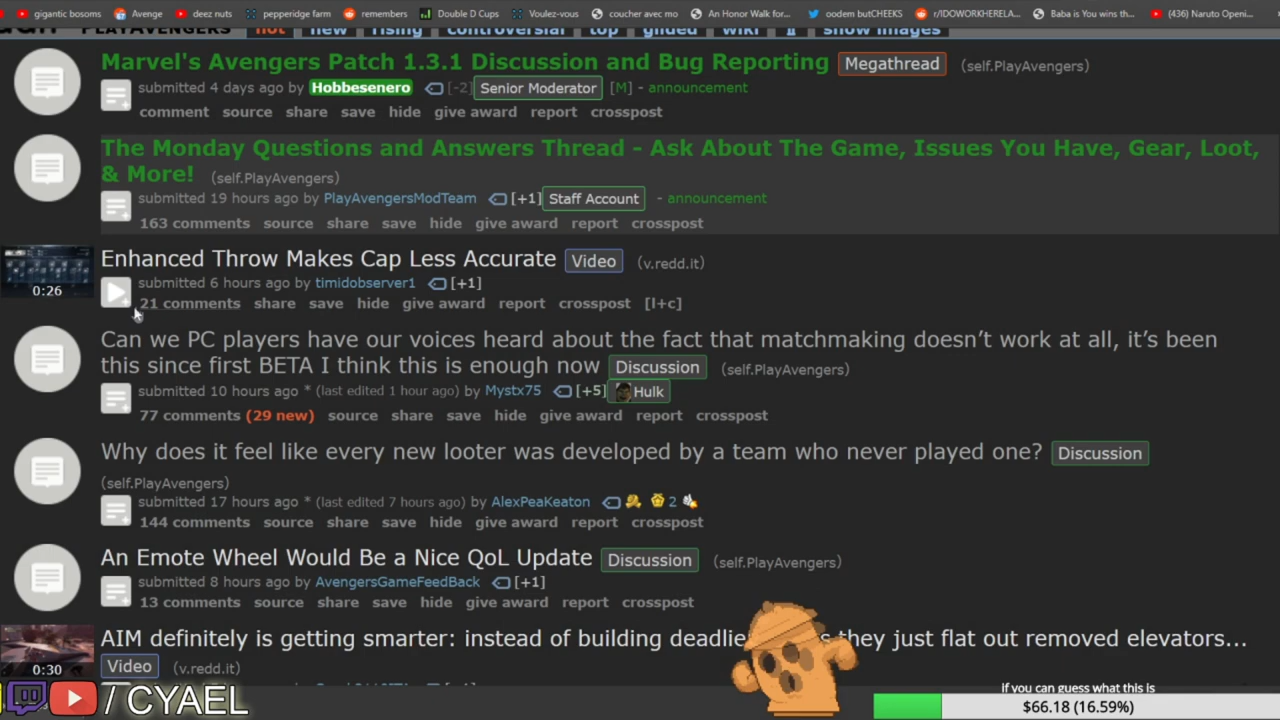 gigantic bosoms Avenge deez nuts pepperidge farm remembers Double D Cups Voulez-vous coucher avec mo An Honor Walk for... oodem butCHEEKS r/IDOWORKHERELA... Baba is You wins th... (436) Naruto Openi...
PLAYAVENGERS hot new rising controversial top gilded wiki show images
Marvel's Avengers Patch 1.3.1 Discussion and Bug Reporting Megathread (self.PlayAvengers)
submitted 4 days ago by Hobbesenero [-2] Senior Moderator [M] - announcement
comment source share save hide give award report crosspost
The Monday Questions and Answers Thread - Ask About The Game, Issues You Have, Gear, Loot,
& More! (self.PlayAvengers)
submitted 19 hours ago by PlayAvengersModTeam [+1] Staff Account - announcement
163 comments source share save hide give award report crosspost
Enhanced Throw Makes Cap Less Accurate Video (v.redd.it)
0:26 submitted 6 hours ago by timidobserver1 [+1]
21 comments share save hide give award report crosspost [l+c]
Can we PC players have our voices heard about the fact that matchmaking doesn’t work at all, it’s been
this since first BETA I think this is enough now Discussion (self.PlayAvengers)
submitted 10 hours ago * (last edited 1 hour ago) by Mystx75 [+5] Hulk
77 comments (29 new) source share save hide give award report crosspost
Why does it feel like every new looter was developed by a team who never played one? Discussion
(self.PlayAvengers)
submitted 17 hours ago * (last edited 7 hours ago) by AlexPeaKeaton 2
144 comments source share save hide give award report crosspost
An Emote Wheel Would Be a Nice QoL Update Discussion (self.PlayAvengers)
submitted 8 hours ago by AvengersGameFeedBack [+1]
13 comments source share save hide give award report crosspost
AIM definitely is getting smarter: instead of building deadlie they just flat out removed elevators...
0:30 Video (v.redd.it)
/ CYAEL
if you can guess what this is
$66.18 (16.59%)